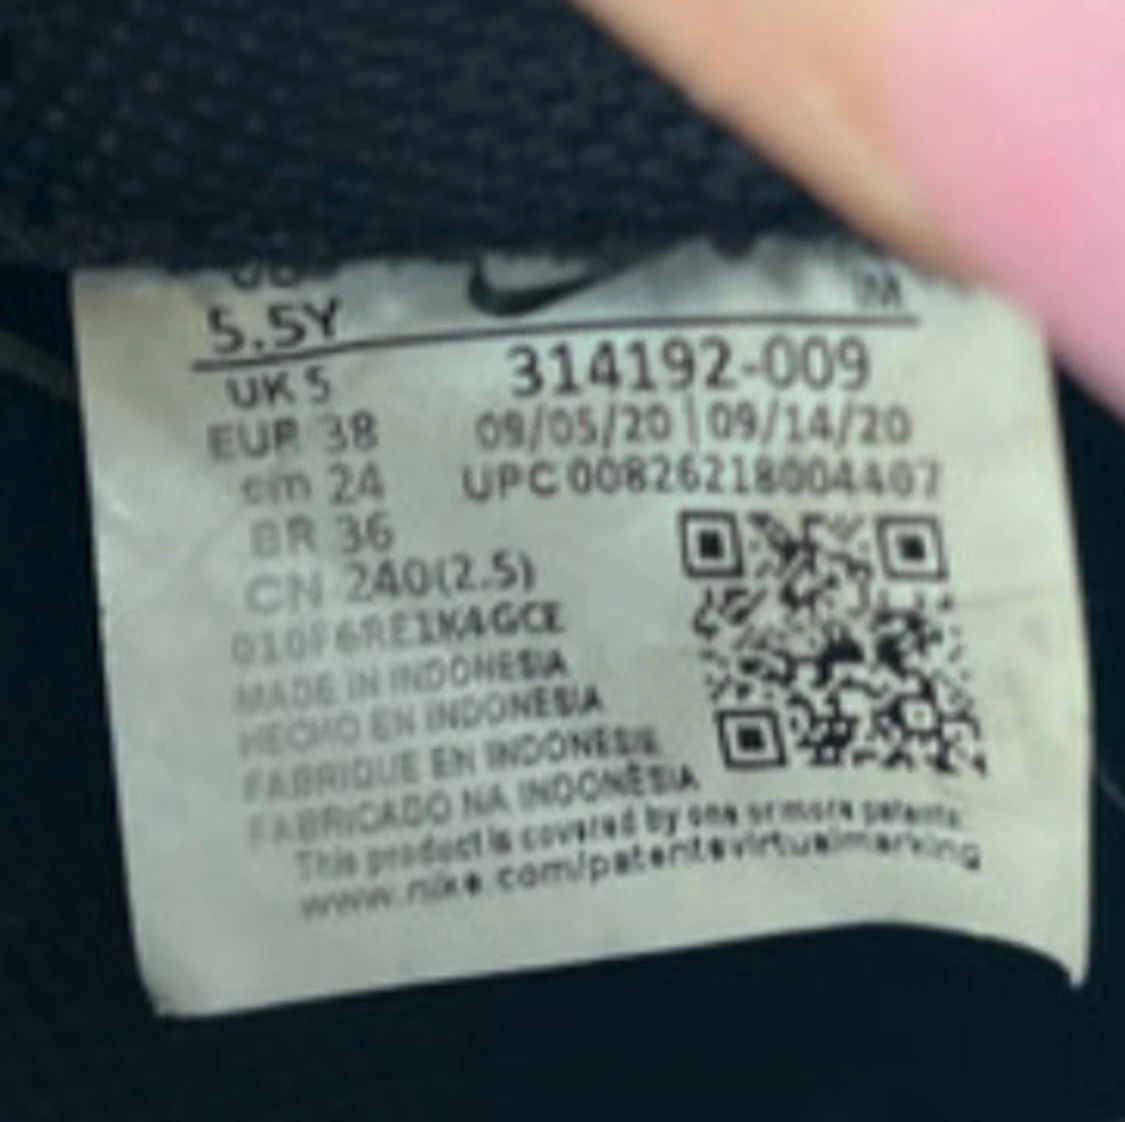 5.5Y
M
UK 5
314192-009
EUR 38
09/05/20 | 09/14/20
cm 24
UPC 00826218004407
BR 36
CN 240(2.5)
010F6RE1K4GCE
MADE IN INDONESIA
HECHO EN INDONESIA
FABRIQUE EN INDONESIE
FABRICADO NA INDONÉSIA
This product is covered by one or more patents:
www.nike.com/patentsvirtualmarking